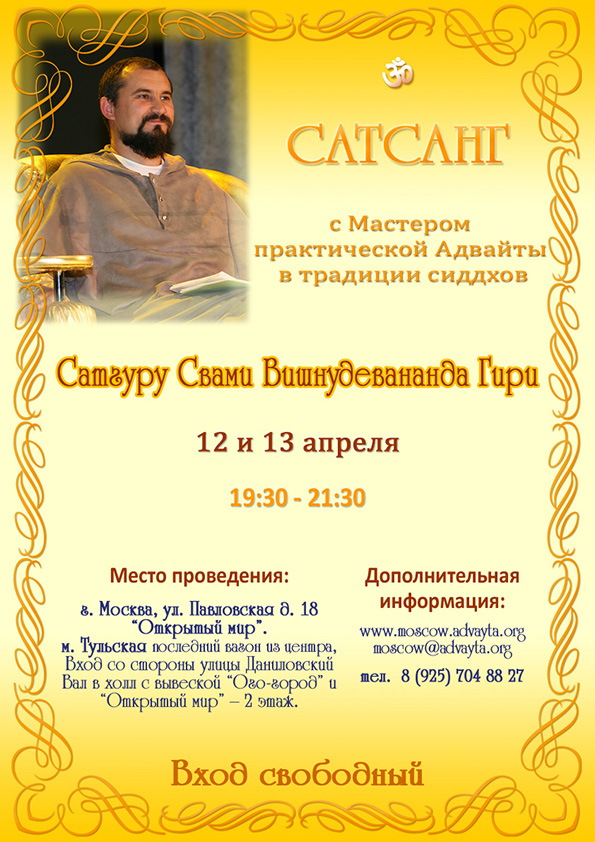 ॐ
САТСАНГ
с Мастером
практической Адвайты
в традиции сиддхов
Сатгуру Свами Вишнудевананда Гири
12 и 13 апреля
19:30 - 21:30
Место проведения:
г. Москва, ул. Павловская д. 18
“Открытый мир”.
м. Тульская последний вагон из центра,
Вход со стороны улицы Даниловский
Вал в холл с вывеской “Ого-город” и
“Открытый мир” – 2 этаж.
Дополнительная
информация:
www.moscow.advayta.org
moscow@advayta.org
тел. 8 (925) 704 88 27
Вход свободный